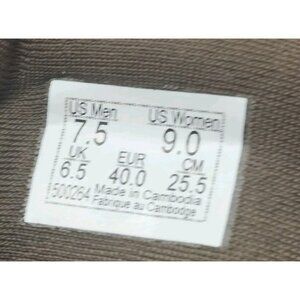 US Men US Women
7.5 9.0
UK EUR CM
6.5 40.0 25.5
500264 Made in Cambodia
Fabrique au Cambodge